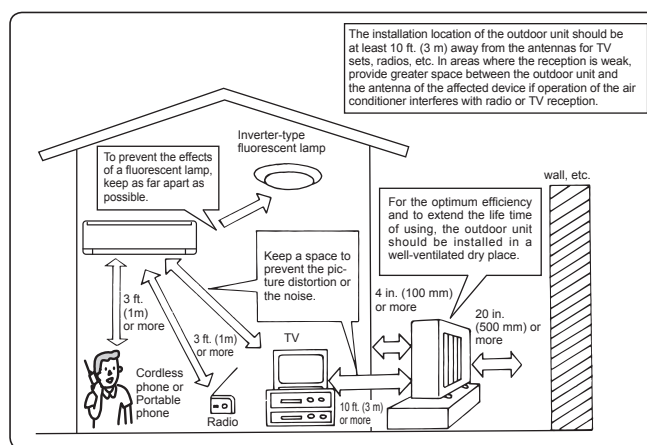 The installation location of the outdoor unit should be
at least 10 ft. (3 m) away from the antennas for TV
sets, radios, etc. In areas where the reception is weak,
provide greater space between the outdoor unit and
the antenna of the affected device if operation of the air
conditioner interferes with radio or TV reception.
Inverter-type
fluorescent lamp
To prevent the effects
of a fluorescent lamp,
keep as far apart as
possible.
wall, etc.
For the optimum efficiency
and to extend the life time
of using, the outdoor unit
should be installed in a
well-ventilated dry place.
Keep a space to
prevent the pic-
ture distortion or
the noise.
4 in. (100 mm)
or more
20 in.
(500 mm) or
more
3 ft.
(1m)
or more
3 ft. (1m)
or more
TV
Cordless
phone or
Portable
phone
Radio
10 ft. (3 m)
or more